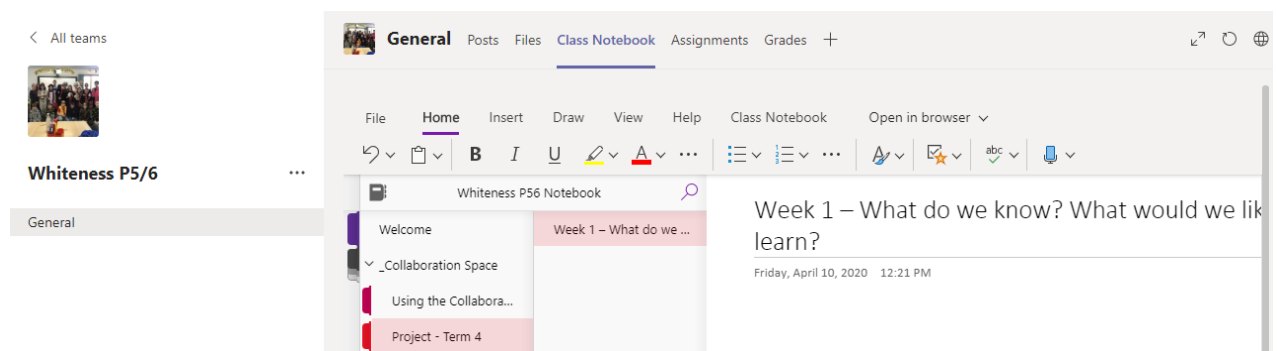 All teams
Whiteness P5/6
...
General
General Posts Files Class Notebook Assignments Grades +
File Home Insert Draw View Help Class Notebook Open in browser
B I U A ... ... A abc
Whiteness P56 Notebook
Welcome
_Collaboration Space
Using the Collabora...
Project - Term 4
Week 1 – What do we ...
Week 1 – What do we know? What would we lik
learn?
Friday, April 10, 2020 12:21 PM